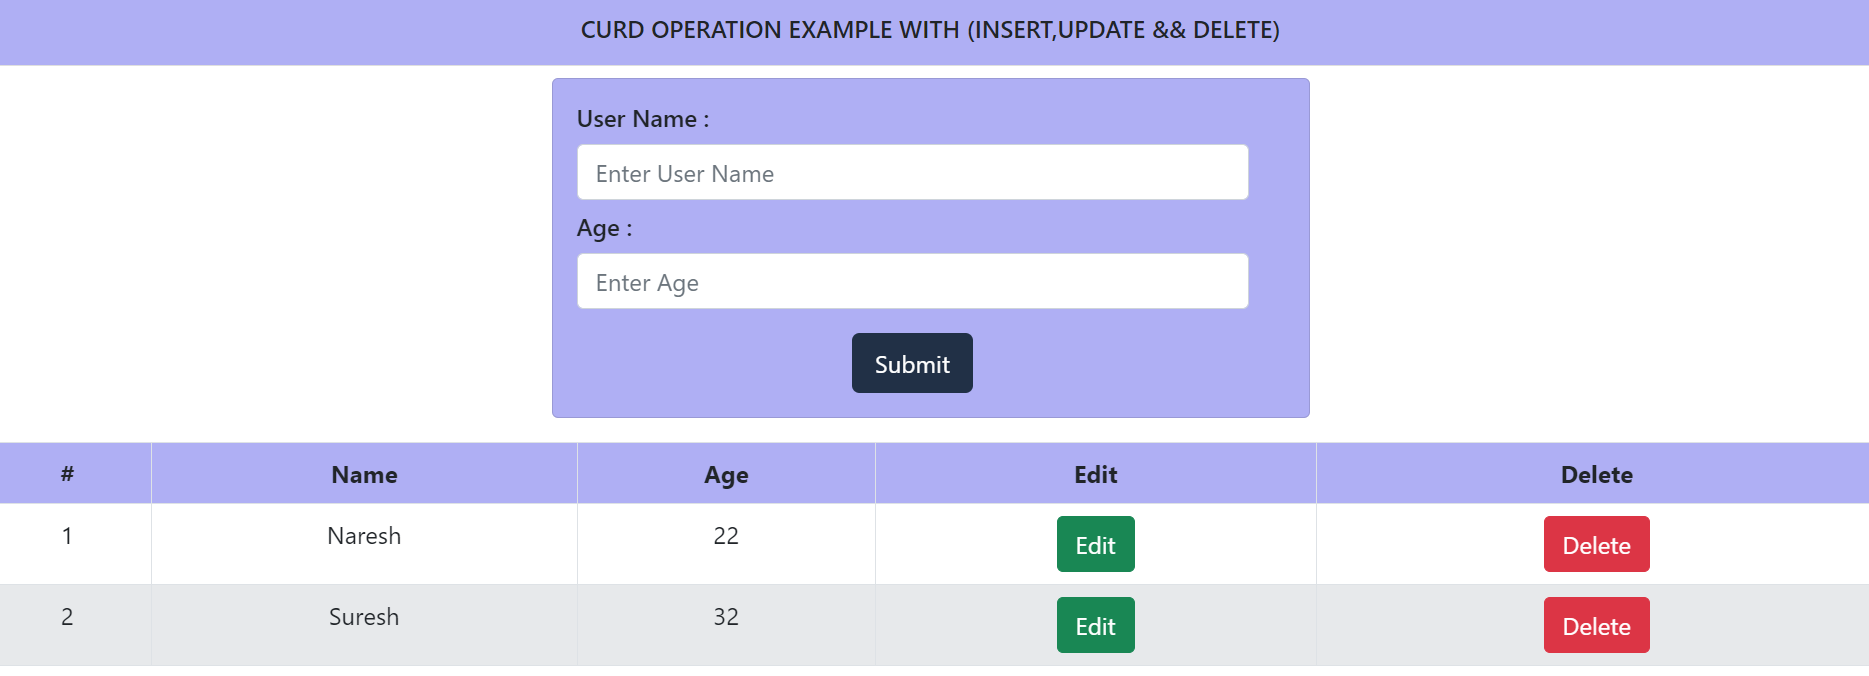 CURD OPERATION EXAMPLE WITH (INSERT,UPDATE && DELETE)
User Name :
Enter User Name
Age :
Enter Age
Submit
# Name Age Edit Delete
1 Naresh 22 Edit Delete
2 Suresh 32 Edit Delete